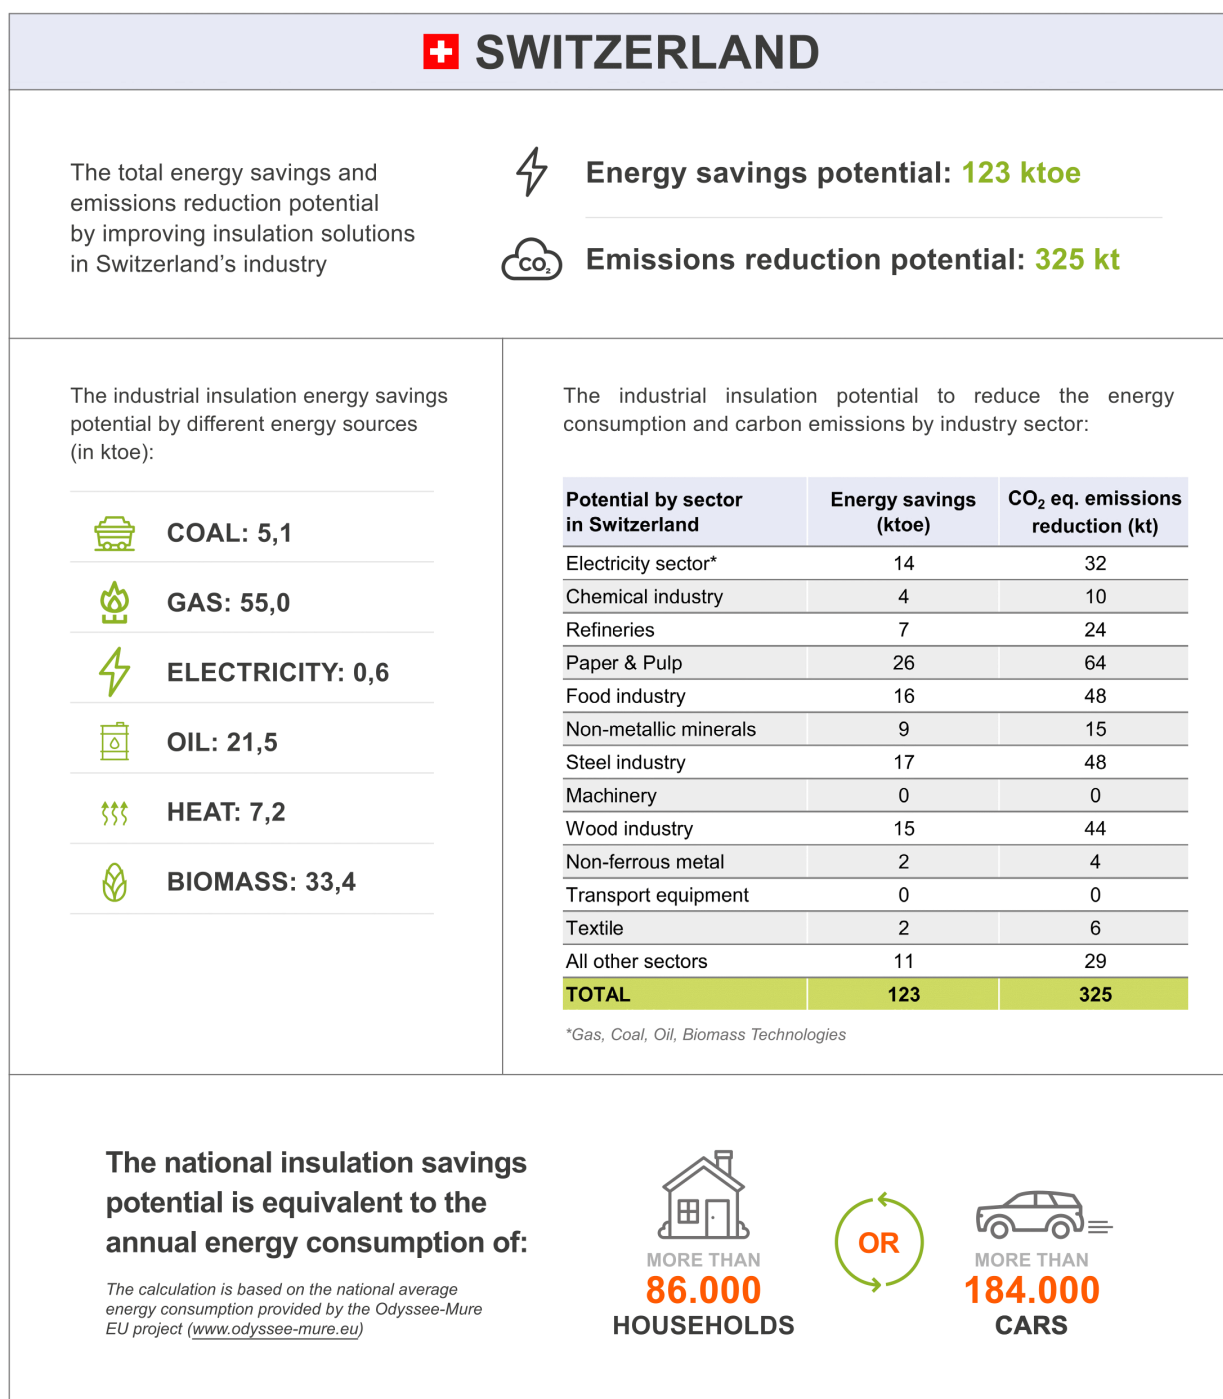 SWITZERLAND
The total energy savings and
emissions reduction potential
by improving insulation solutions
in Switzerland's industry
Energy savings potential: 123 ktoe
CO₂
Emissions reduction potential: 325 kt
The industrial insulation energy savings
potential by different energy sources
(in ktoe):
COAL: 5,1
GAS: 55,0
ELECTRICITY: 0,6
OIL: 21,5
HEAT: 7,2
BIOMASS: 33,4
The industrial insulation potential to reduce the energy
consumption and carbon emissions by industry sector:
Potential by sector in Switzerland | Energy savings (ktoe) | CO₂ eq. emissions reduction (kt)
Electricity sector* 14 32
Chemical industry 4 10
Refineries 7 24
Paper & Pulp 26 64
Food industry 16 48
Non-metallic minerals 9 15
Steel industry 17 48
Machinery 0 0
Wood industry 15 44
Non-ferrous metal 2 4
Transport equipment 0 0
Textile 2 6
All other sectors 11 29
TOTAL 123 325
*Gas, Coal, Oil, Biomass Technologies
The national insulation savings
potential is equivalent to the
annual energy consumption of:
The calculation is based on the national average
energy consumption provided by the Odyssee-Mure
EU project (www.odyssee-mure.eu)
MORE THAN
86.000
HOUSEHOLDS
OR
MORE THAN
184.000
CARS